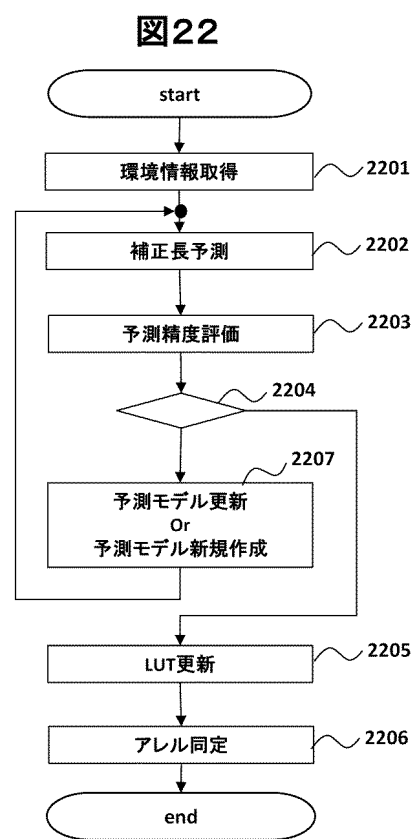 図22
start
環境情報取得
2201
補正長予測
2202
予測精度評価
2203
2204
2207
予測モデル更新
Or
予測モデル新規作成
LUT更新
2205
アレル同定
2206
end